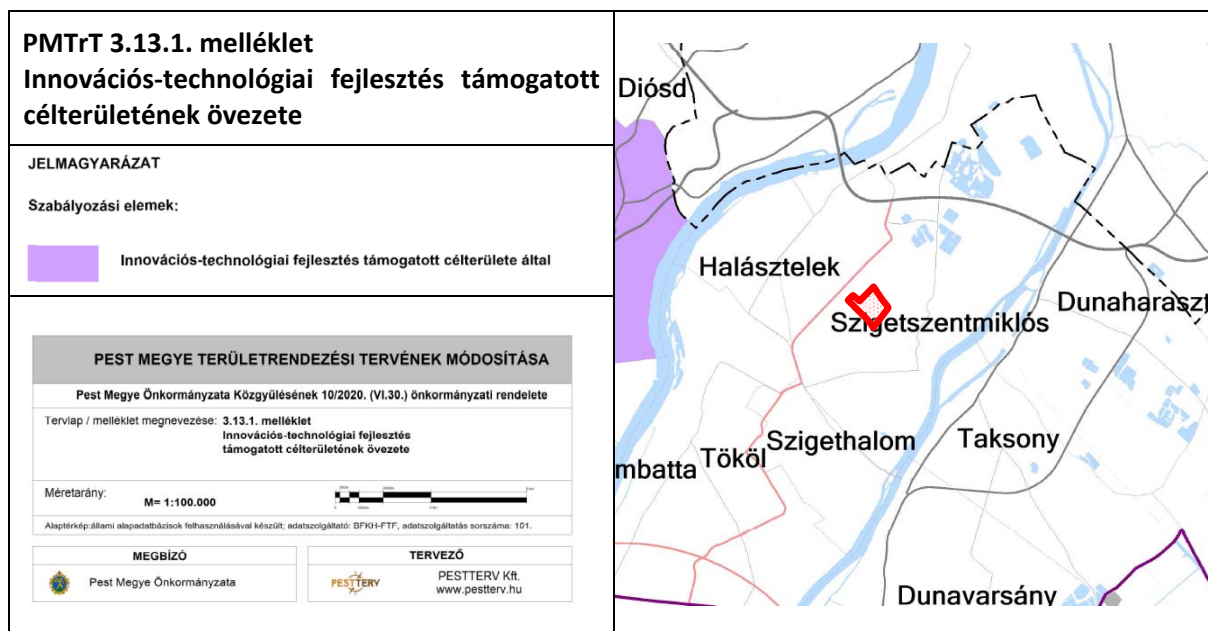 PMTrT 3.13.1. melléklet
Innovációs-technológiai fejlesztés támogatott
célterületének övezete
JELMAGYARÁZAT
Szabályozási elemek:
Innovációs-technológiai fejlesztés támogatott célterülete által
PEST MEGYE TERÜLETRENDEZÉSI TERVÉNEK MÓDOSÍTÁSA
Pest Megye Önkormányzata Közgyűlésének 10/2020. (VI.30.) önkormányzati rendelete
Tervlap / melléklet megnevezése: 3.13.1. melléklet
Innovációs-technológiai fejlesztés
támogatott célterületének övezete
Méretarány:
M= 1:100.000
Alaptérkép:állami alapadatbázisok felhasználásával készült; adatszolgáltató: BFKH-FTF, adatszolgáltatás sorszáma: 101.
MEGBÍZÓ
TERVEZŐ
Pest Megye Önkormányzata
PESTTERV
PESTTERV Kft.
www.pestterv.hu
Diósd
Halásztelek
Dunaharaszt
Szigetszentmiklós
Szigethalom
Taksony
mbatta
Tököl
Dunavarsány